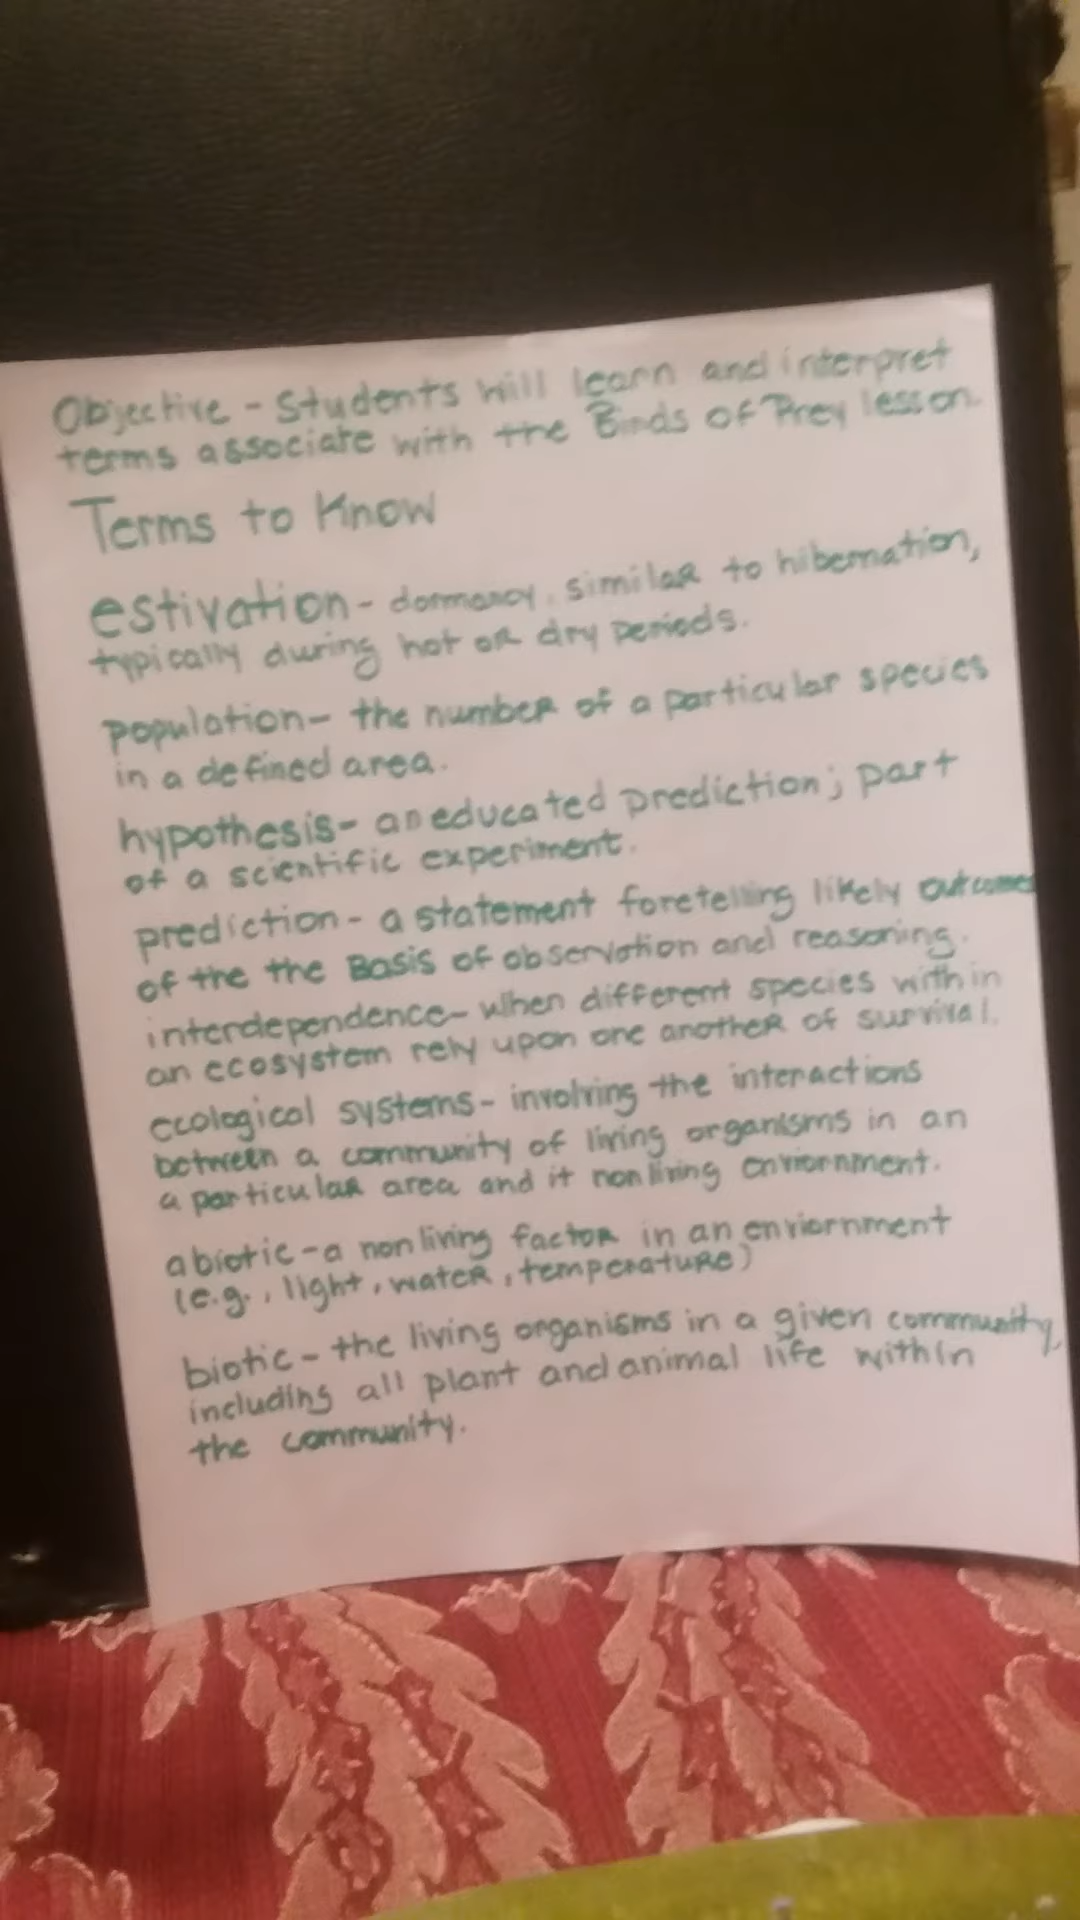 Objective - Students will learn and interpret
terms associate with the Birds of Prey lesson.
Terms to Know
estivation - dormancy, similar to hibernation,
typically during hot or dry periods.
population - the number of a particular species
in a defined area.
hypothesis - an educated prediction; part
of a scientific experiment.
prediction - a statement foretelling likely outcomes
of the the Basis of observation and reasoning.
interdependence - when different species within
an ecosystem rely upon one another of survival.
ecological systems - involving the interactions
between a community of living organisms in an
a particular area and it nonliving enviornment.
abiotic - a nonliving factor in an enviornment
(e.g., light, water, temperature)
biotic - the living organisms in a given community,
including all plant and animal life within
the community.